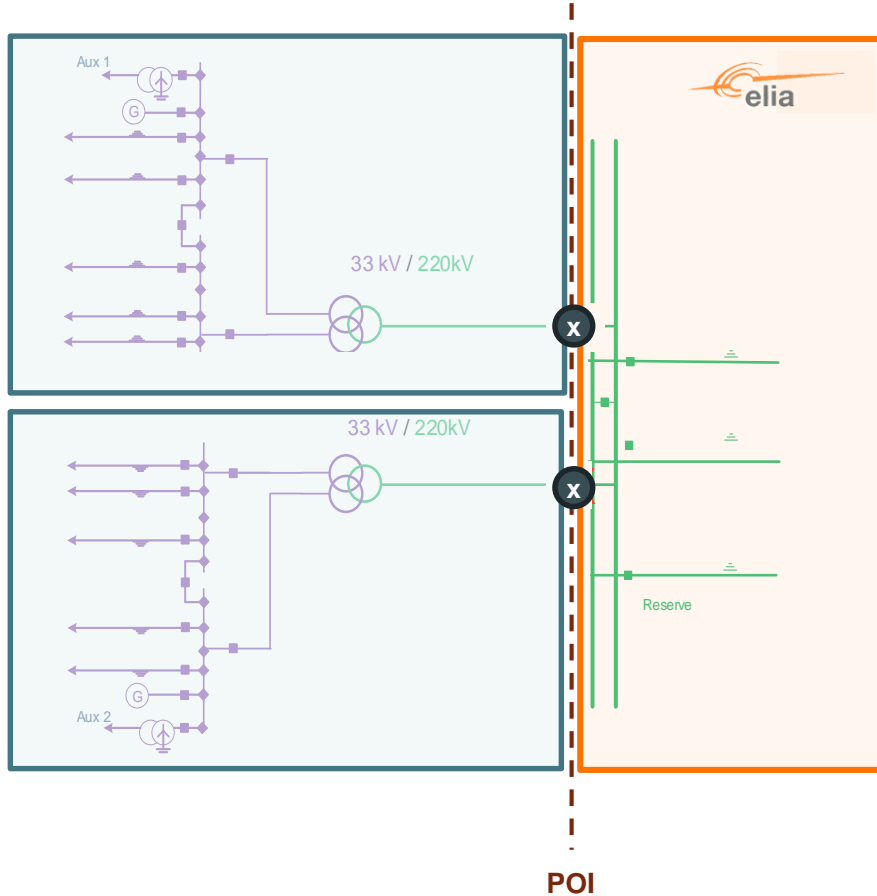 Aux 1
elia
G
33 kV / 220kV
x
33 kV / 220kV
x
Reserve
G
Aux 2
POI